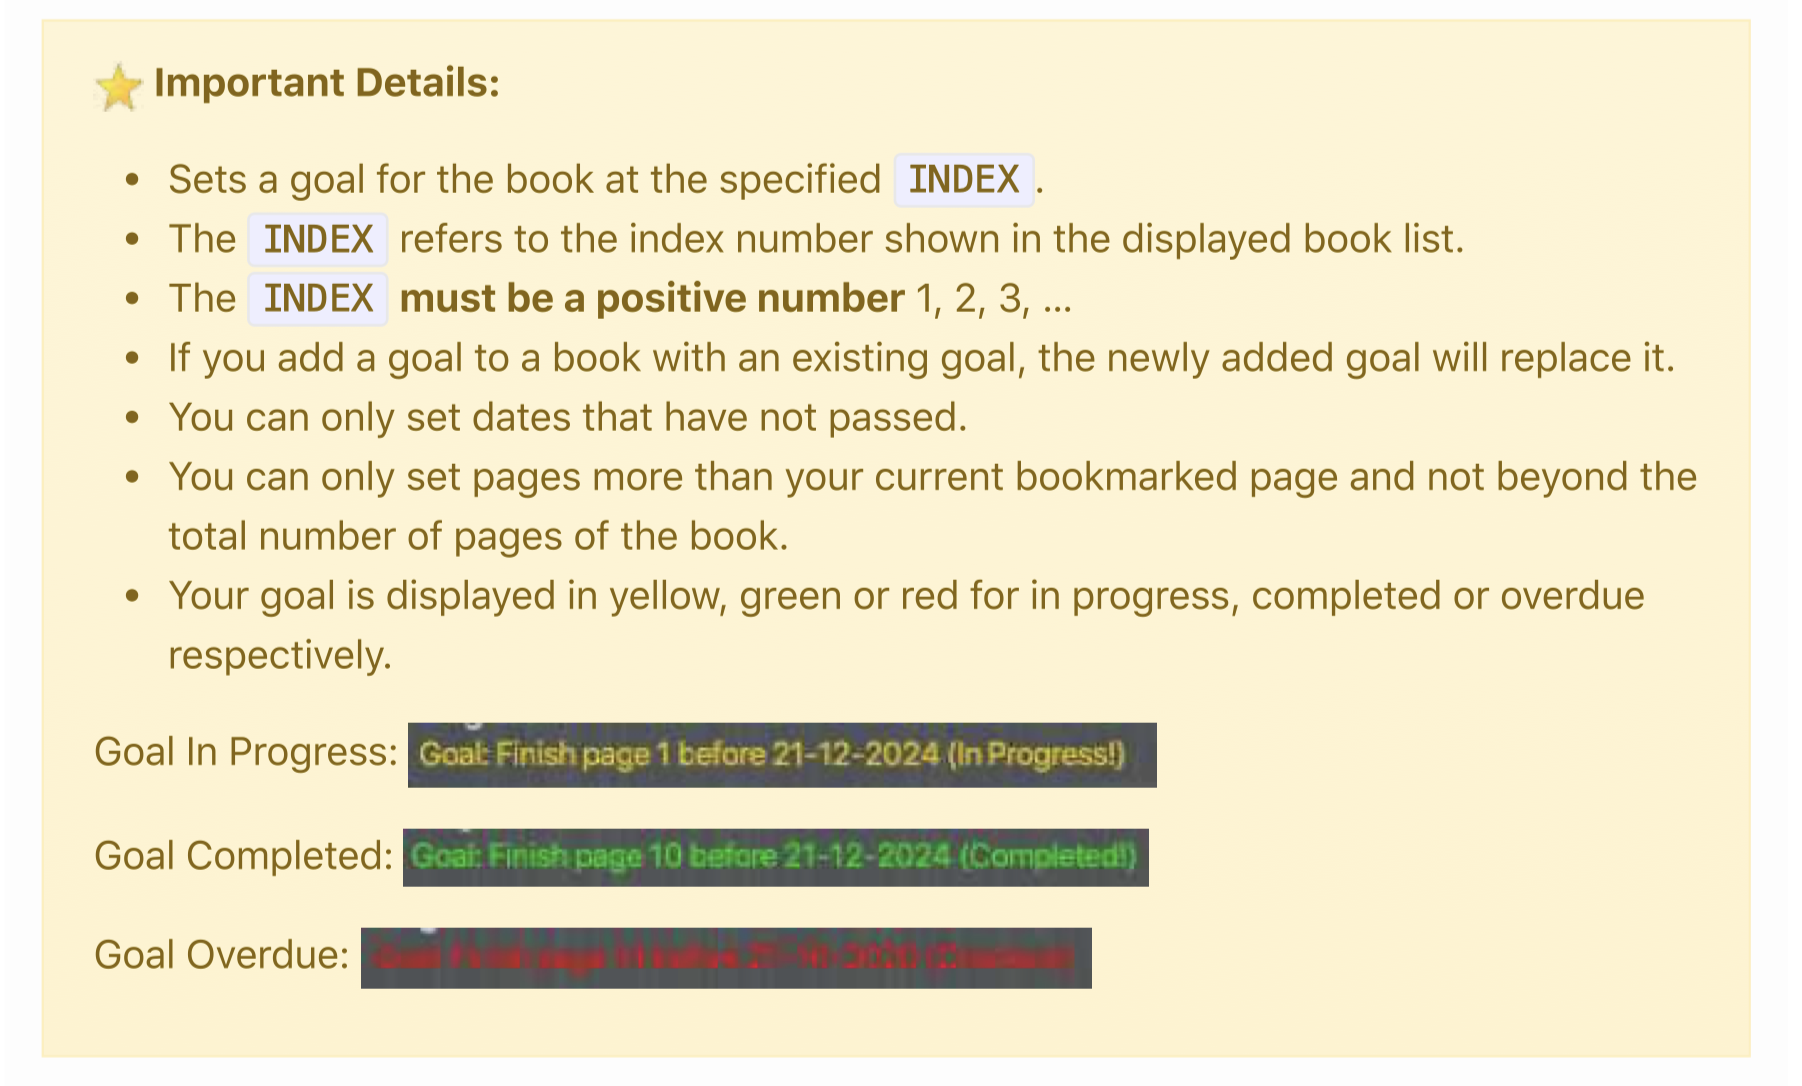 Important Details:
Sets a goal for the book at the specified INDEX.
The INDEX refers to the index number shown in the displayed book list.
The INDEX must be a positive number 1, 2, 3, …
If you add a goal to a book with an existing goal, the newly added goal will replace it.
You can only set dates that have not passed.
You can only set pages more than your current bookmarked page and not beyond the
total number of pages of the book.
Your goal is displayed in yellow, green or red for in progress, completed or overdue
respectively.
Goal In Progress: Goal: Finish page 1 before 21-12-2024 (In Progress!)
Goal Completed: Goal: Finish page 10 before 21-12-2024 (Completed!)
Goal Overdue: Goal: Finish page before